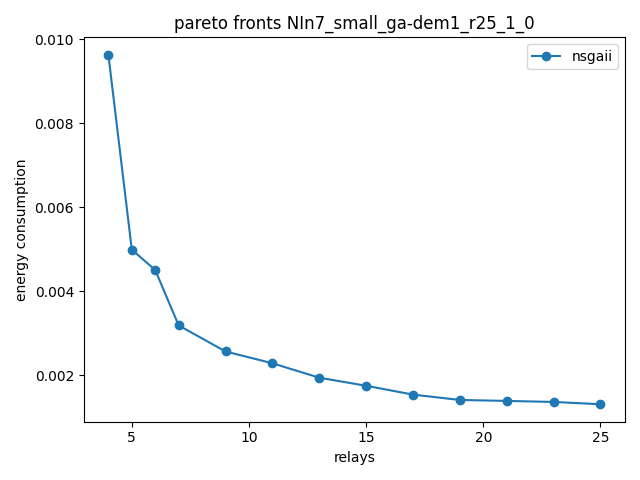 pareto fronts NIn7_small_ga-dem1_r25_1_0
nsgaii
0.010
0.008
0.006
0.004
0.002
energy consumption
5 10 15 20 25
relays